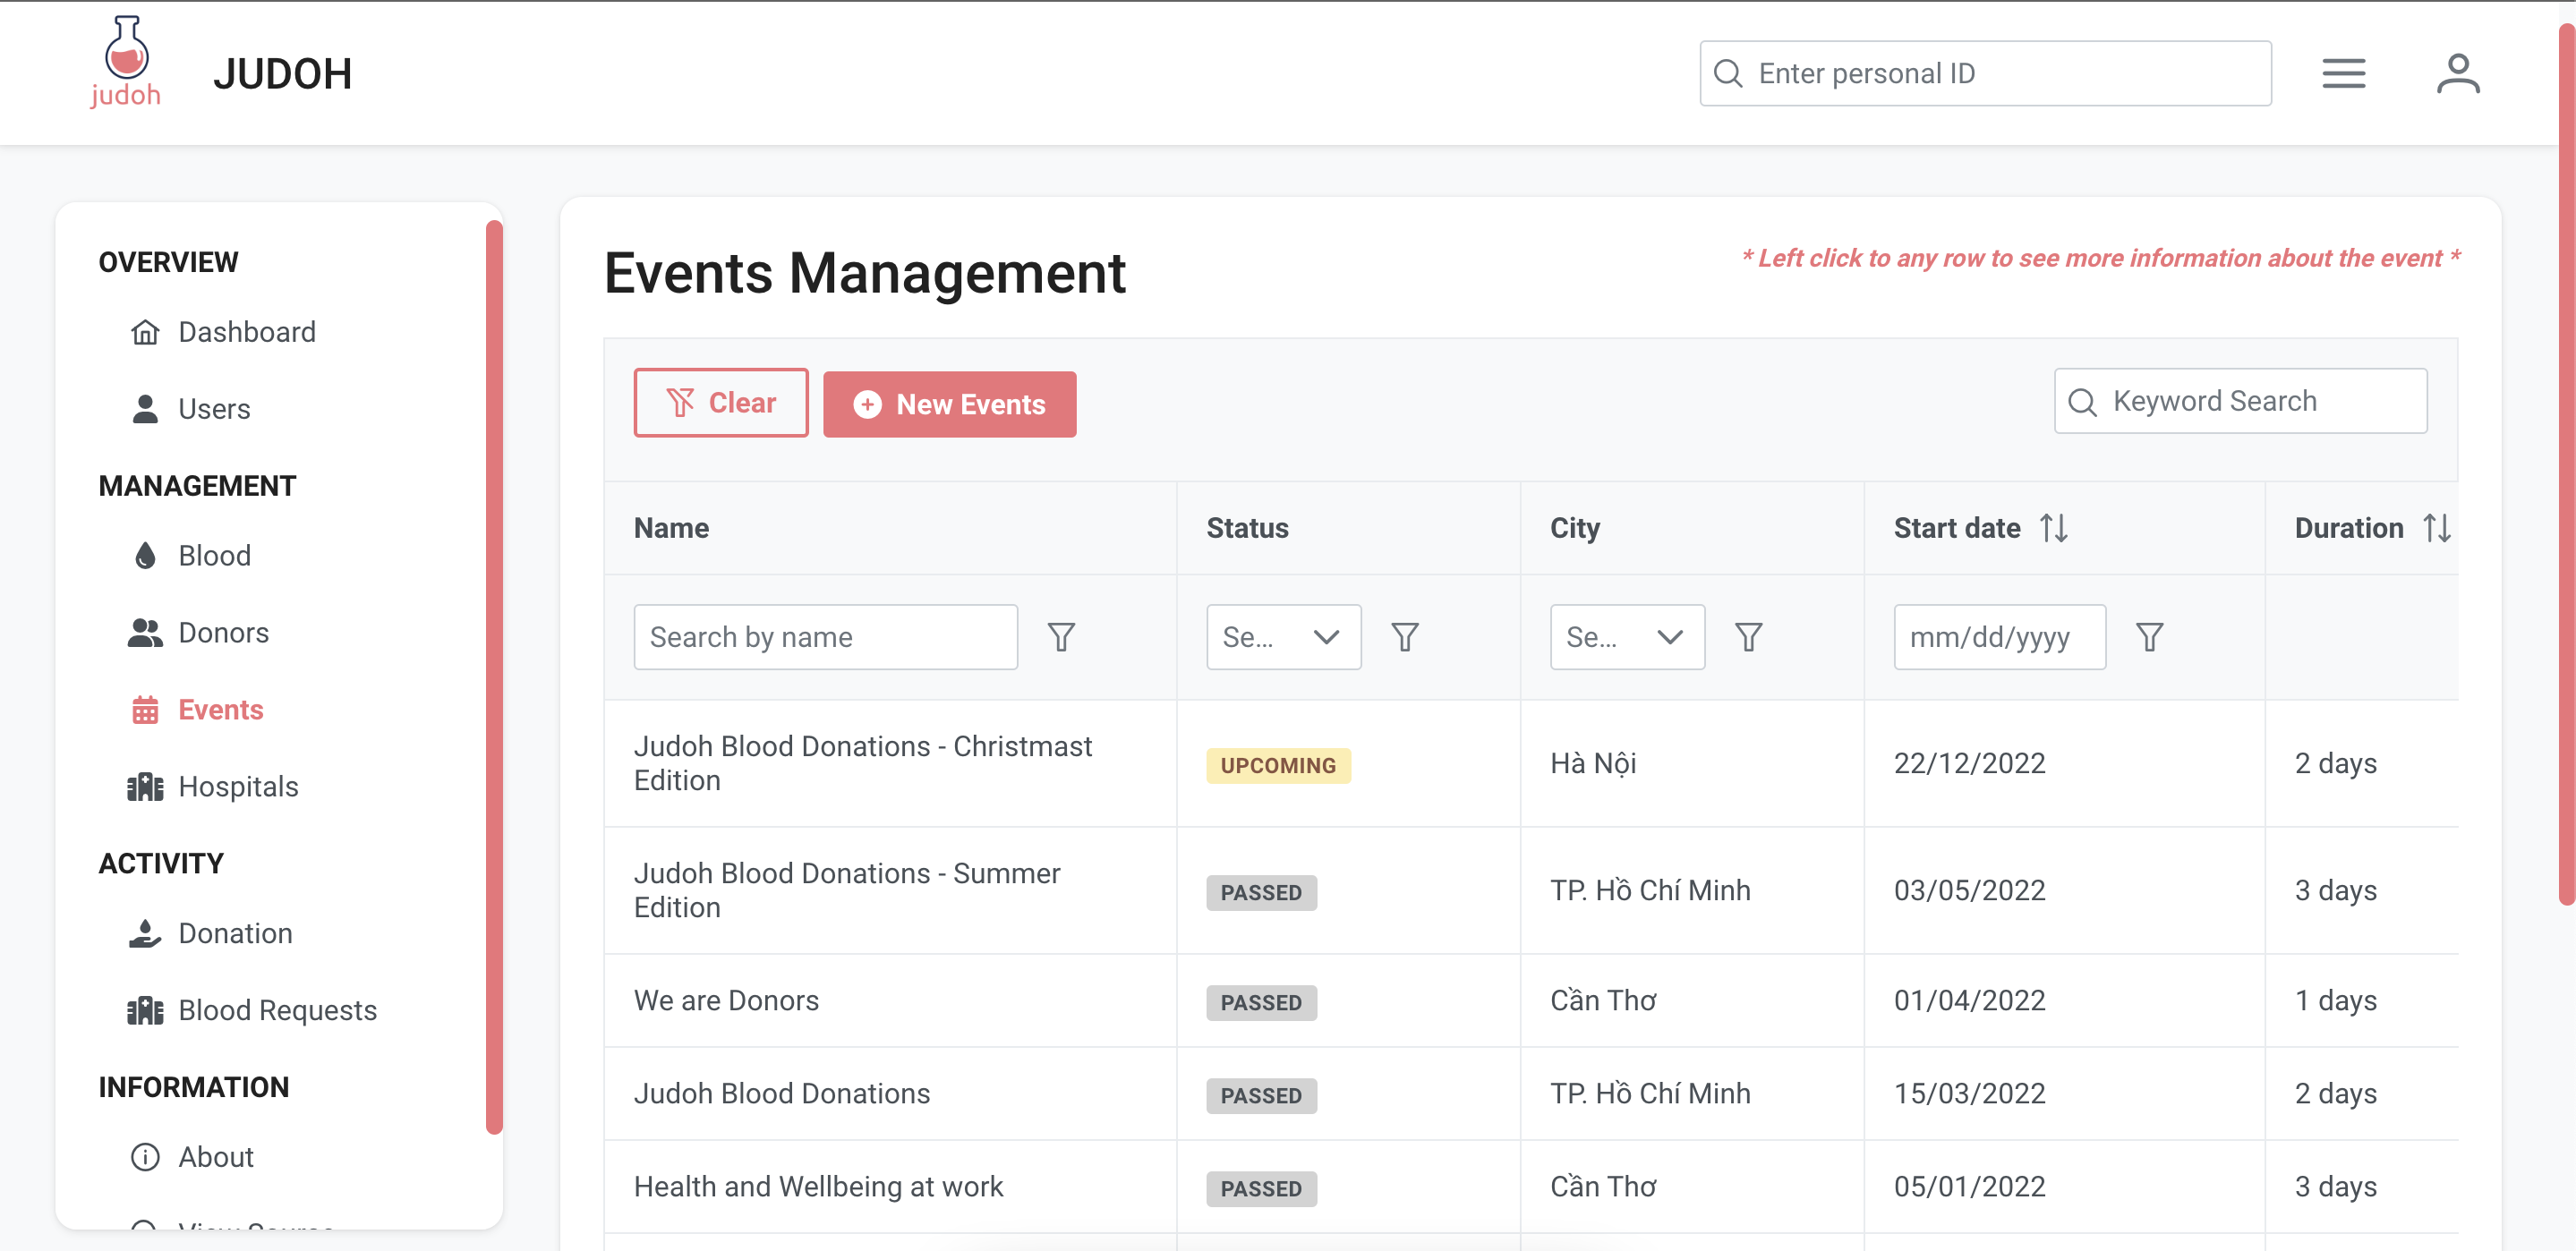 judoh
JUDOH
Enter personal ID
OVERVIEW
Dashboard
Users
MANAGEMENT
Blood
Donors
Events
Hospitals
ACTIVITY
Donation
Blood Requests
INFORMATION
About
View Source
Events Management
* Left click to any row to see more information about the event *
Clear
New Events
Keyword Search
Name Status City Start date Duration
Search by name Se... Se... mm/dd/yyyy
Judoh Blood Donations - Christmast
Edition
UPCOMING Hà Nội 22/12/2022 2 days
Judoh Blood Donations - Summer
Edition
PASSED TP. Hồ Chí Minh 03/05/2022 3 days
We are Donors PASSED Cần Thơ 01/04/2022 1 days
Judoh Blood Donations PASSED TP. Hồ Chí Minh 15/03/2022 2 days
Health and Wellbeing at work PASSED Cần Thơ 05/01/2022 3 days